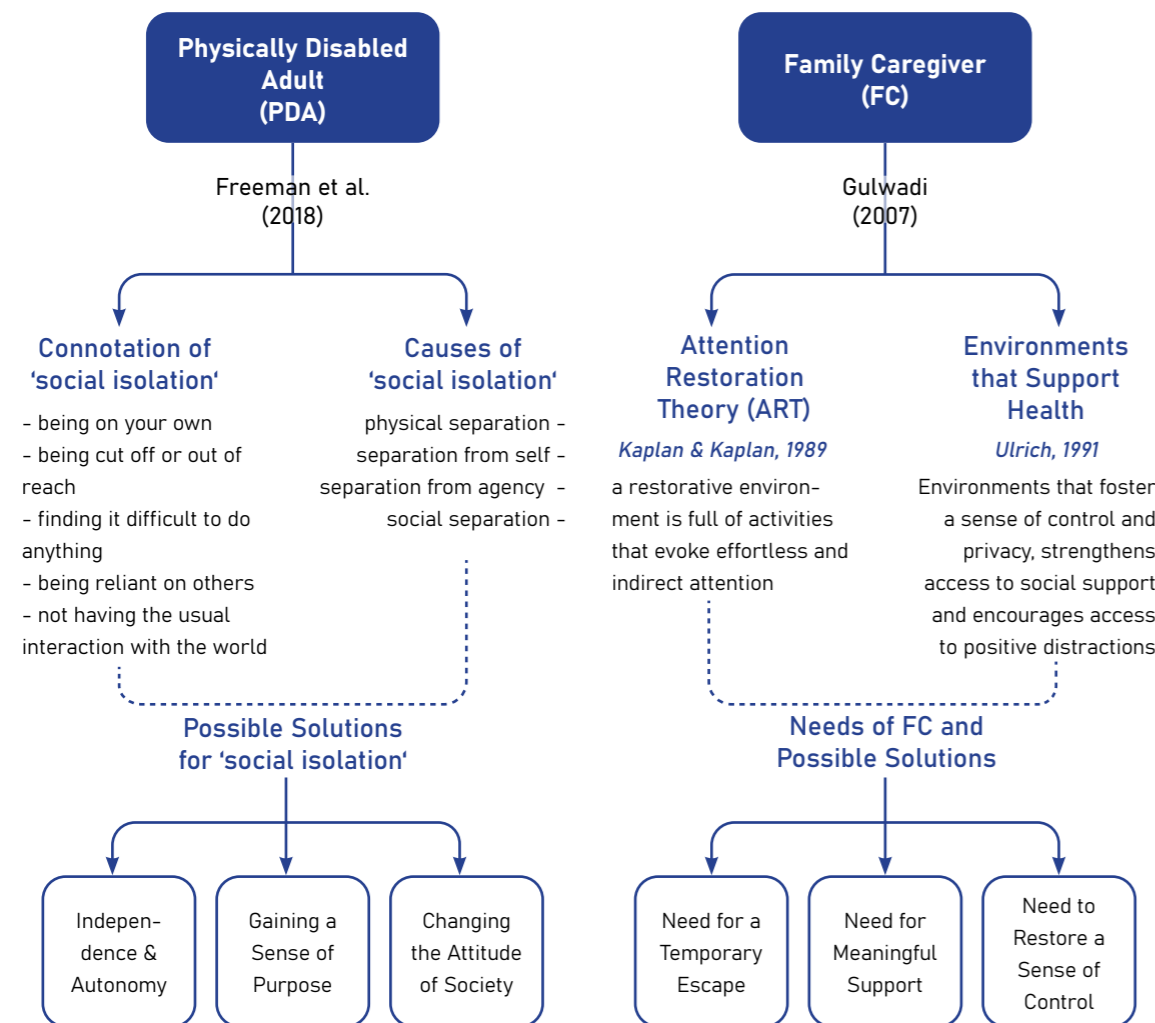 Physically Disabled
Adult
(PDA)
Freeman et al.
(2018)
Connotation of
‘social isolation‘
- being on your own
- being cut off or out of
reach
- finding it difficult to do
anything
- being reliant on others
- not having the usual
interaction with the world
Causes of
‘social isolation‘
physical separation -
separation from self -
separation from agency -
social separation -
Possible Solutions
for ‘social isolation‘
Indepen-
dence &
Autonomy
Gaining a
Sense of
Purpose
Changing
the Attitude
of Society
Family Caregiver
(FC)
Gulwadi
(2007)
Attention
Restoration
Theory (ART)
Kaplan & Kaplan, 1989
a restorative environ-
ment is full of activities
that evoke effortless and
indirect attention
Environments
that Support
Health
Ulrich, 1991
Environments that foster
a sense of control and
privacy, strengthens
access to social support
and encourages access
to positive distractions
Needs of FC and
Possible Solutions
Need for a
Temporary
Escape
Need for
Meaningful
Support
Need to
Restore a
Sense of
Control